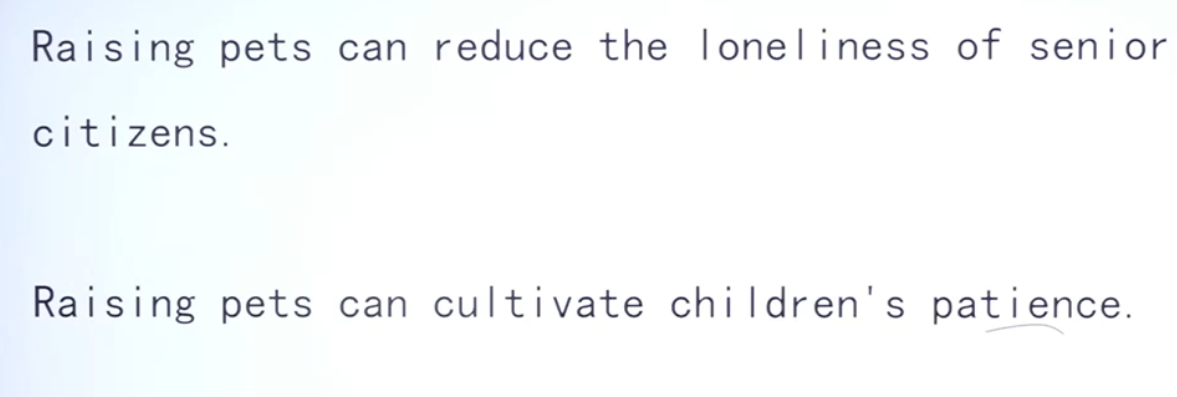 Raising pets can reduce the loneliness of senior
citizens.
Raising pets can cultivate children's patience.